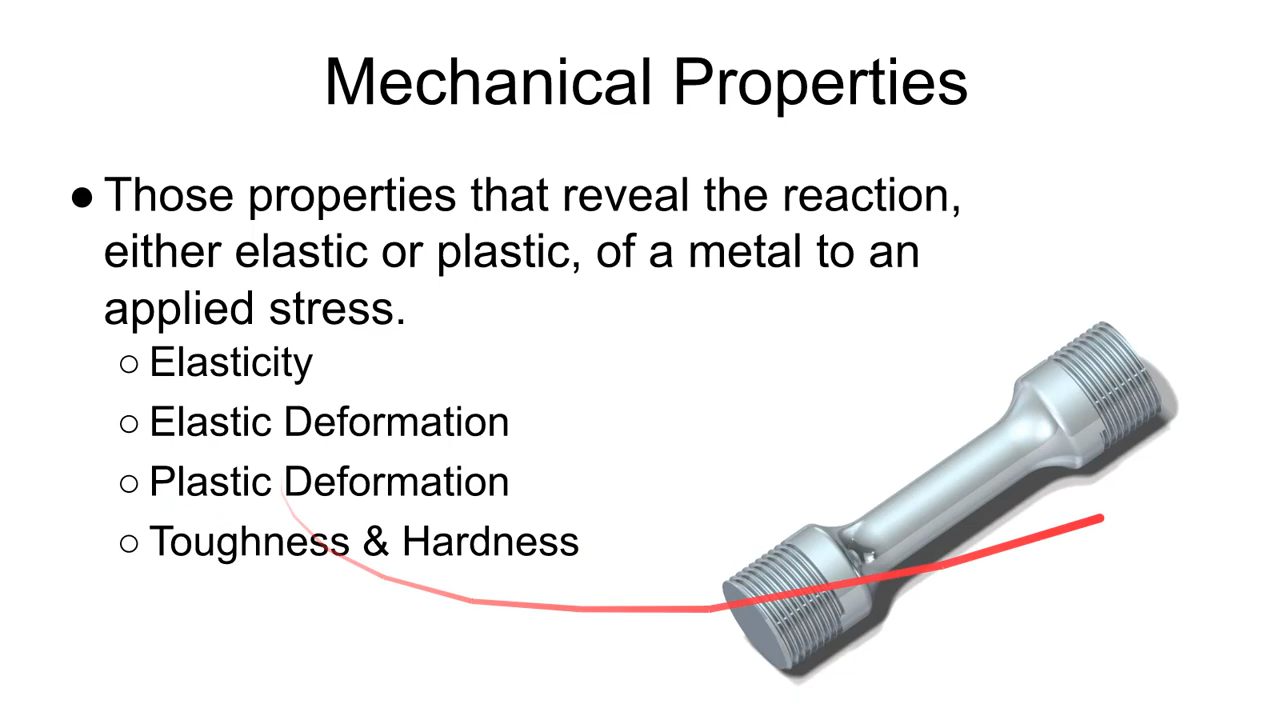 Mechanical Properties
● Those properties that reveal the reaction,
either elastic or plastic, of a metal to an
applied stress.
○ Elasticity
○ Elastic Deformation
○ Plastic Deformation
○ Toughness & Hardness